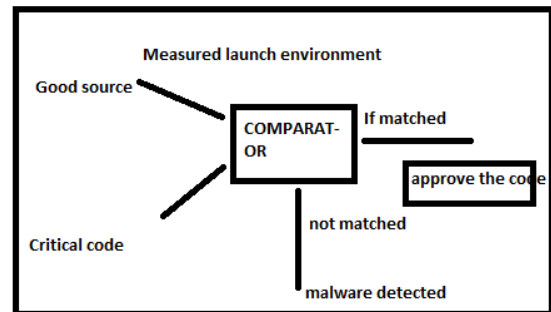 Measured launch environment
Good source
COMPARAT-
OR
If matched
approve the code
not matched
Critical code
malware detected